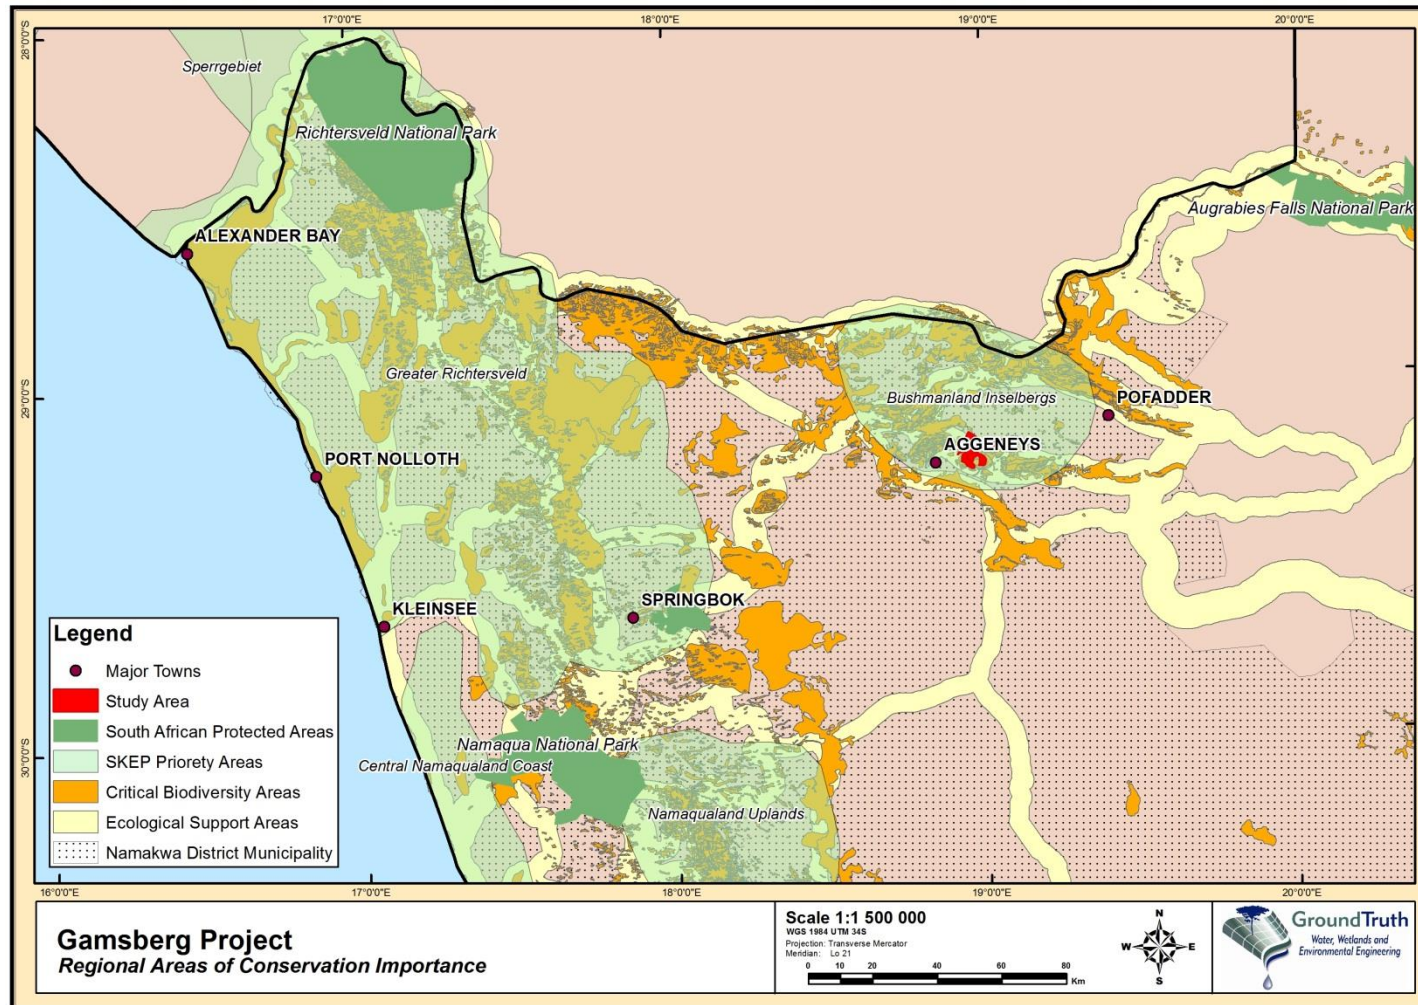 17°0'0"E
18°0'0"E
19°0'0"E
20°0'0"E
28°0'0"S
29°0'0"S
30°0'0"S
Sperrgebiet
Richtersveld National Park
Augrabies Falls National Park
ALEXANDER BAY
Greater Richtersveld
Bushmanland Inselbergs
POFADDER
AGGENEYS
PORT NOLLOTH
SPRINGBOK
KLEINSEE
Namaqua National Park
Central Namaqualand Coast
Namaqualand Uplands
Legend
Major Towns
Study Area
South African Protected Areas
SKEP Priorety Areas
Critical Biodiversity Areas
Ecological Support Areas
Namakwa District Municipality
16°0'0"E
17°0'0"E
18°0'0"E
19°0'0"E
20°0'0"E
Gamsberg Project
Regional Areas of Conservation Importance
Scale 1:1 500 000
WGS 1984 UTM 34S
Projection: Transverse Mercator
Meridian: Lo 21
0 10 20 40 60 80
Km
N
W E
S
GroundTruth
Water, Wetlands and
Environmental Engineering